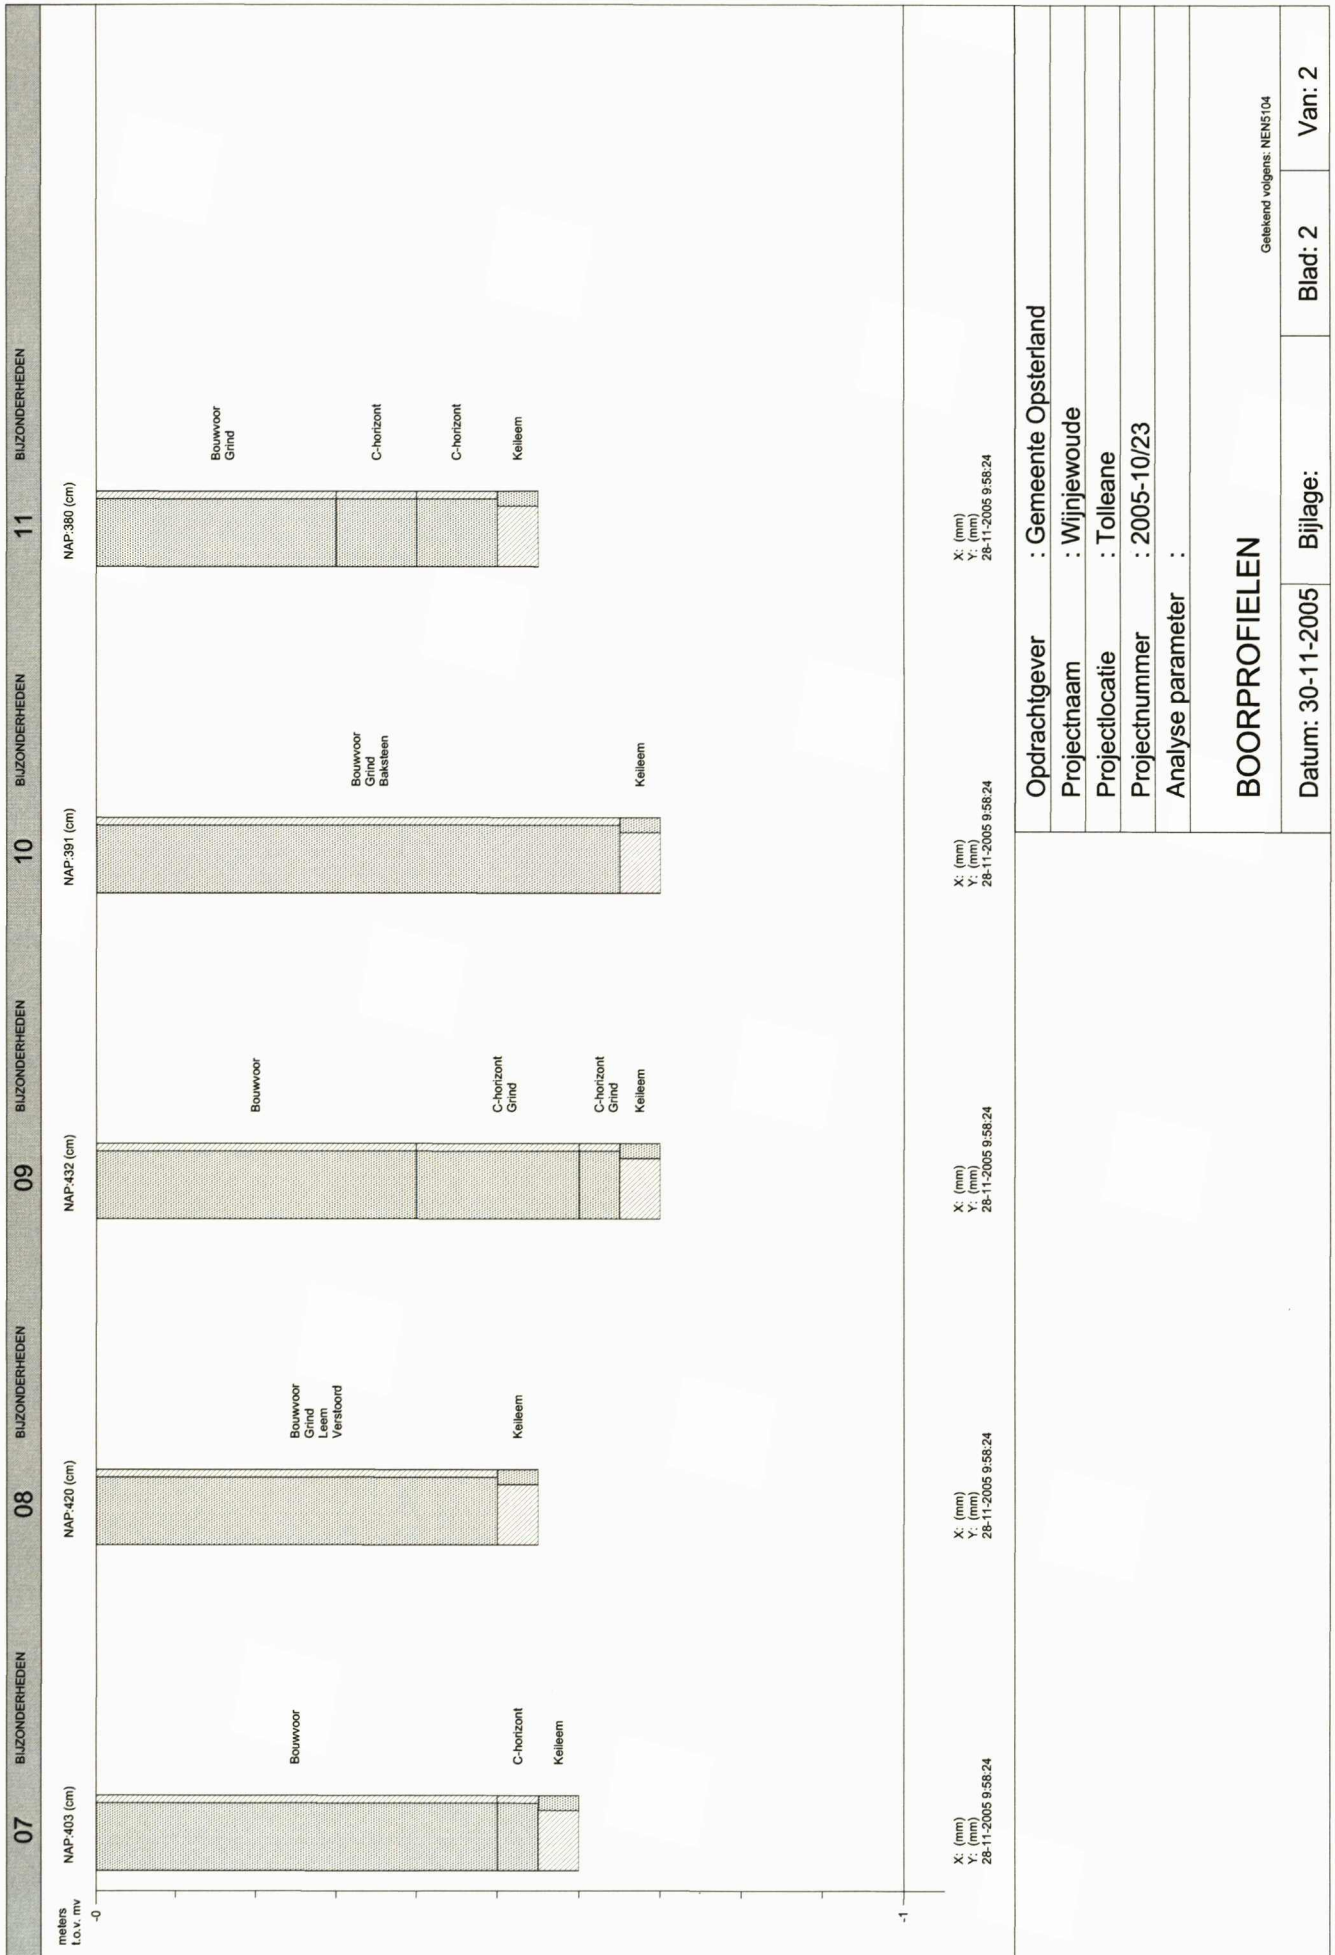 07 BIJZONDERHEDEN 08 BIJZONDERHEDEN 09 BIJZONDERHEDEN 10 BIJZONDERHEDEN 11 BIJZONDERHEDEN
meters
t.o.v. mv
NAP:403 (cm) NAP:420 (cm) NAP:432 (cm) NAP:391 (cm) NAP:380 (cm)
-0
Bouwvoor
C-horizont
Keileem
Bouwvoor
Grind
Leem
Verstoord
Keileem
Bouwvoor
C-horizont
Grind
C-horizont
Grind
Keileem
Bouwvoor
Grind
Baksteen
Keileem
Bouwvoor
Grind
C-horizont
C-horizont
Keileem
-1
X: (mm)
Y: (mm)
28-11-2005 9:58:24
X: (mm)
Y: (mm)
28-11-2005 9:58:24
X: (mm)
Y: (mm)
28-11-2005 9:58:24
X: (mm)
Y: (mm)
28-11-2005 9:58:24
X: (mm)
Y: (mm)
28-11-2005 9:58:24
Opdrachtgever : Gemeente Opsterland
Projectnaam : Wijnjewoude
Projectlocatie : Tolleane
Projectnummer : 2005-10/23
Analyse parameter :
BOORPROFIELEN
Getekend volgens: NEN5104
Datum: 30-11-2005 Bijlage: Blad: 2 Van: 2